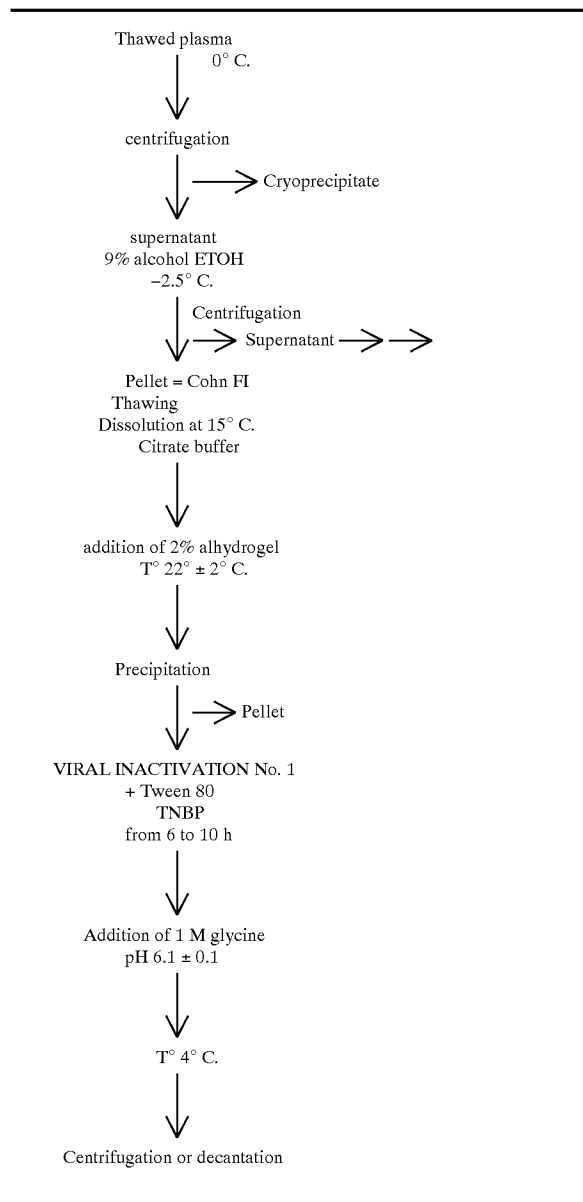 Thawed plasma
0° C.
centrifugation
Cryoprecipitate
supernatant
9% alcohol ETOH
−2.5° C.
Centrifugation
Supernatant
Pellet = Cohn FI
Thawing
Dissolution at 15° C.
Citrate buffer
addition of 2% alhydrogel
T° 22° ± 2° C.
Precipitation
Pellet
VIRAL INACTIVATION No. 1
+ Tween 80
TNBP
from 6 to 10 h
Addition of 1 M glycine
pH 6.1 ± 0.1
T° 4° C.
Centrifugation or decantation